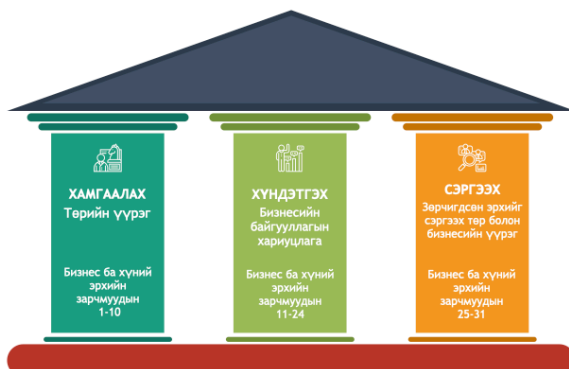 ХАМГААЛАХ
Төрийн үүрэг
Бизнес ба хүний
эрхийн
зарчмуудын
1-10
ХҮНДЭТГЭХ
Бизнесийн
байгууллагын
хариуцлага
Бизнес ба хүний
эрхийн
зарчмуудын
11-24
СЭРГЭЭХ
Зөрчигдсөн эрхийг
сэргээх төр болон
бизнесийн үүрэг
Бизнес ба хүний
эрхийн
зарчмуудын
25-31